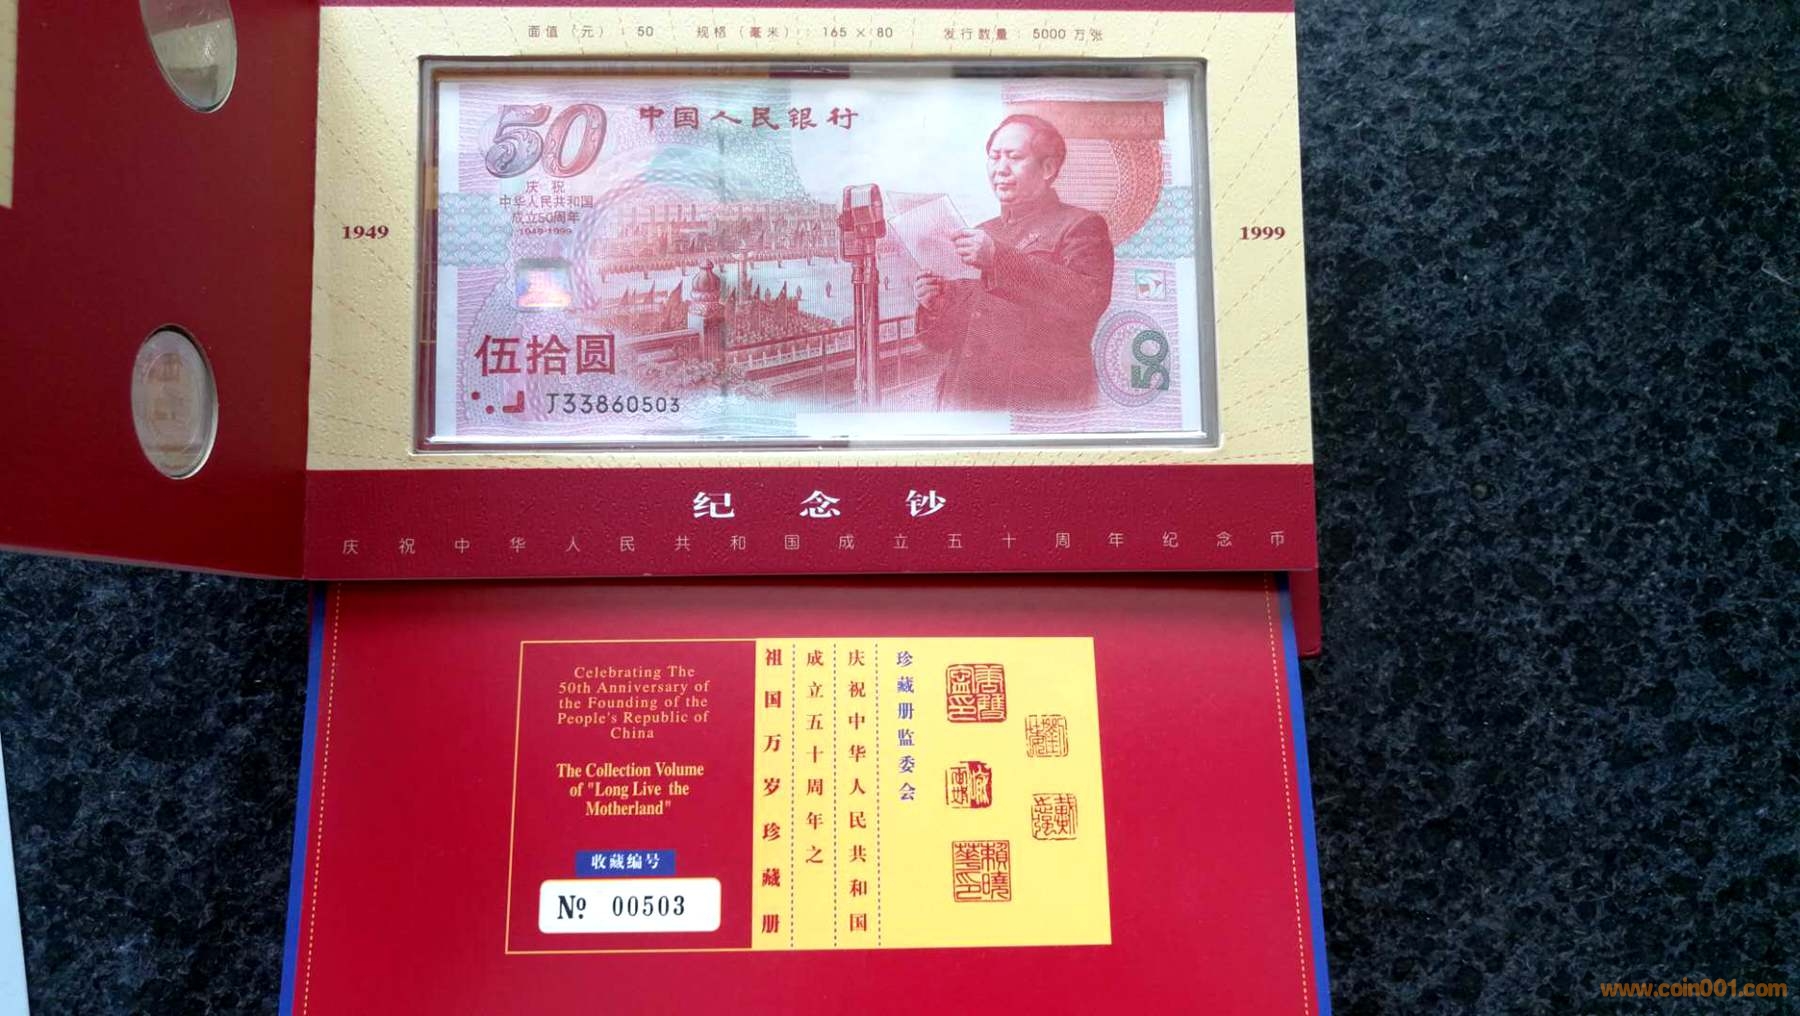 面值（元）：50 规格（毫米）：165×80 发行数量：5000 万张
50
中国人民银行
庆祝
中华人民共和国
成立50周年
1949-1999
1949
1999
伍拾圆
J33860503
50
纪念钞
庆祝中华人民共和国成立五十周年纪念币
Celebrating The
50th Anniversary of
the Founding of the
People's Republic of
China
The Collection Volume
of "Long Live the
Motherland"
收藏编号
№ 00503
珍藏册监委会
庆祝中华人民共和国
成立五十周年之
祖国万岁珍藏册
www.coin001.com